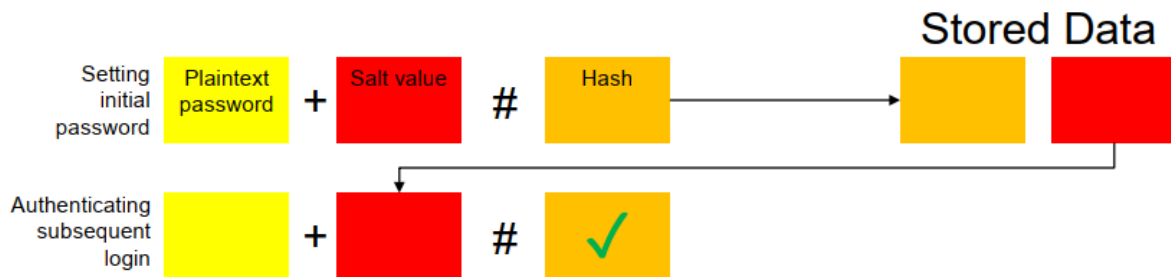 Stored Data
Setting
initial
password
Plaintext
password
+
Salt value
#
Hash
Authenticating
subsequent
login
+
#